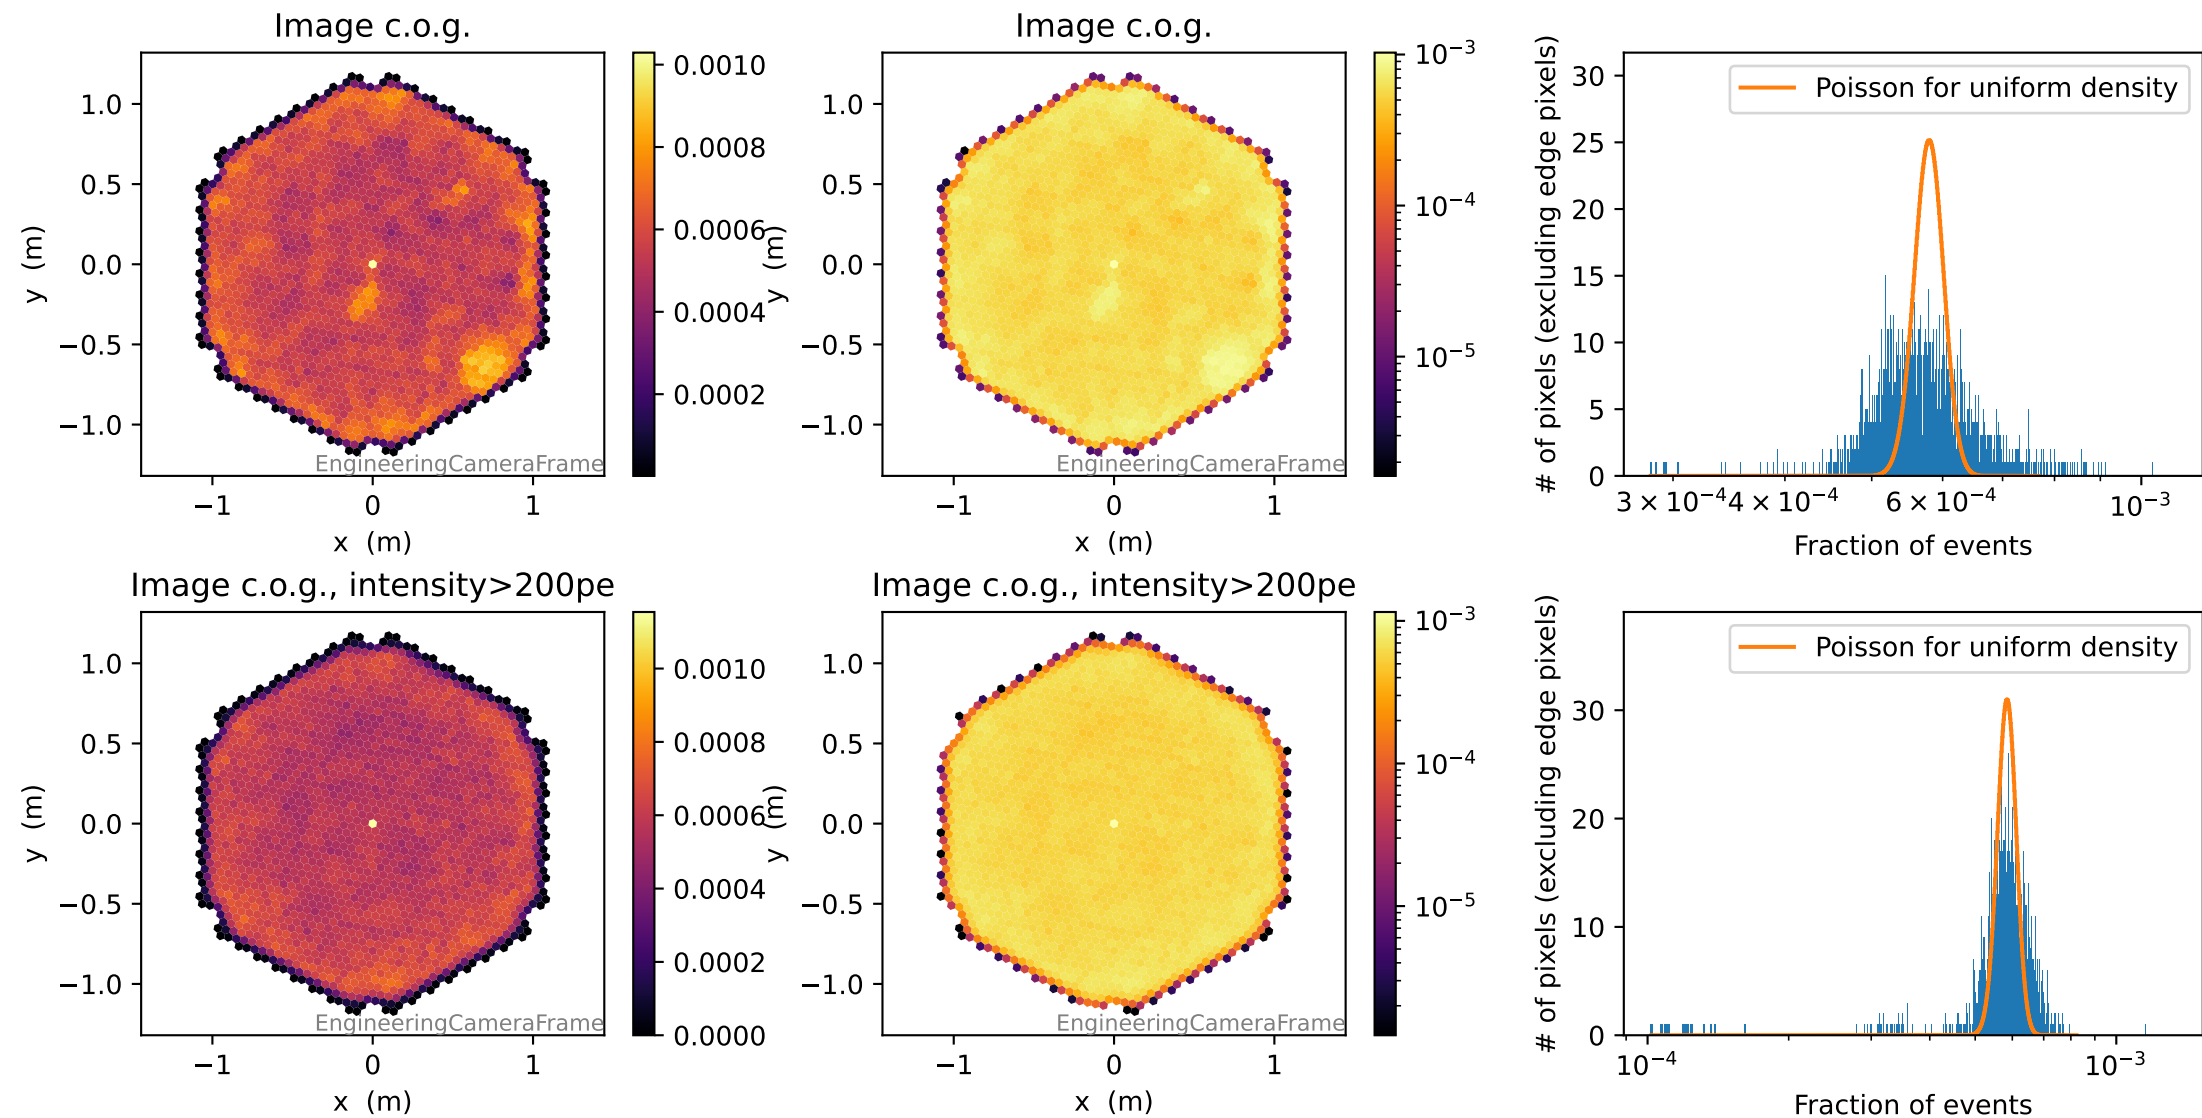 Image c.o.g.
1.0
0.5
0.0
−0.5
−1.0
y (m)
−1 0 1
x (m)
EngineeringCameraFrame
0.0010
0.0008
0.0006
0.0004
0.0002
Image c.o.g.
1.0
0.5
0.0
−0.5
−1.0
y (m)
−1 0 1
x (m)
EngineeringCameraFrame
10⁻³
10⁻⁴
10⁻⁵
Poisson for uniform density
30
25
20
15
10
5
0
# of pixels (excluding edge pixels)
3 × 10⁻⁴ 4 × 10⁻⁴ 6 × 10⁻⁴ 10⁻³
Fraction of events
Image c.o.g., intensity>200pe
1.0
0.5
0.0
−0.5
−1.0
y (m)
−1 0 1
x (m)
EngineeringCameraFrame
0.0010
0.0008
0.0006
0.0004
0.0002
0.0000
Image c.o.g., intensity>200pe
1.0
0.5
0.0
−0.5
−1.0
y (m)
−1 0 1
x (m)
EngineeringCameraFrame
10⁻³
10⁻⁴
10⁻⁵
Poisson for uniform density
30
20
10
0
# of pixels (excluding edge pixels)
10⁻⁴ 10⁻³
Fraction of events